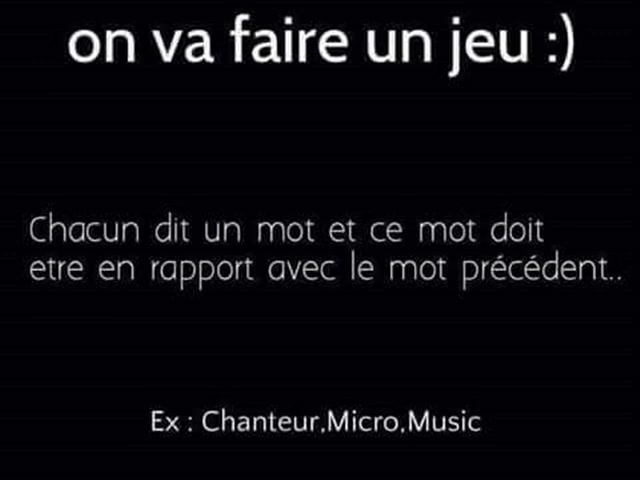 on va faire un jeu :)
Chacun dit un mot et ce mot doit
etre en rapport avec le mot précédent..
Ex : Chanteur,Micro,Music